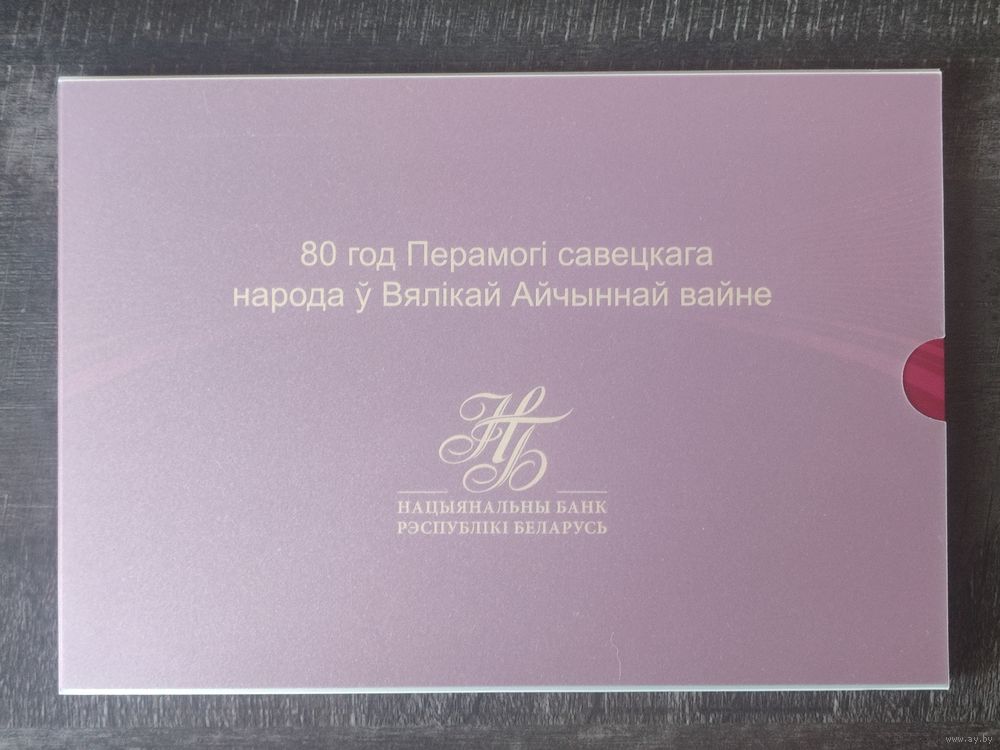 80 год Перамогі савецкага
народа ў Вялікай Айчыннай вайне
НБ
НАЦЫЯНАЛЬНЫ БАНК
РЭСПУБЛІКІ БЕЛАРУСЬ
www.ay.by